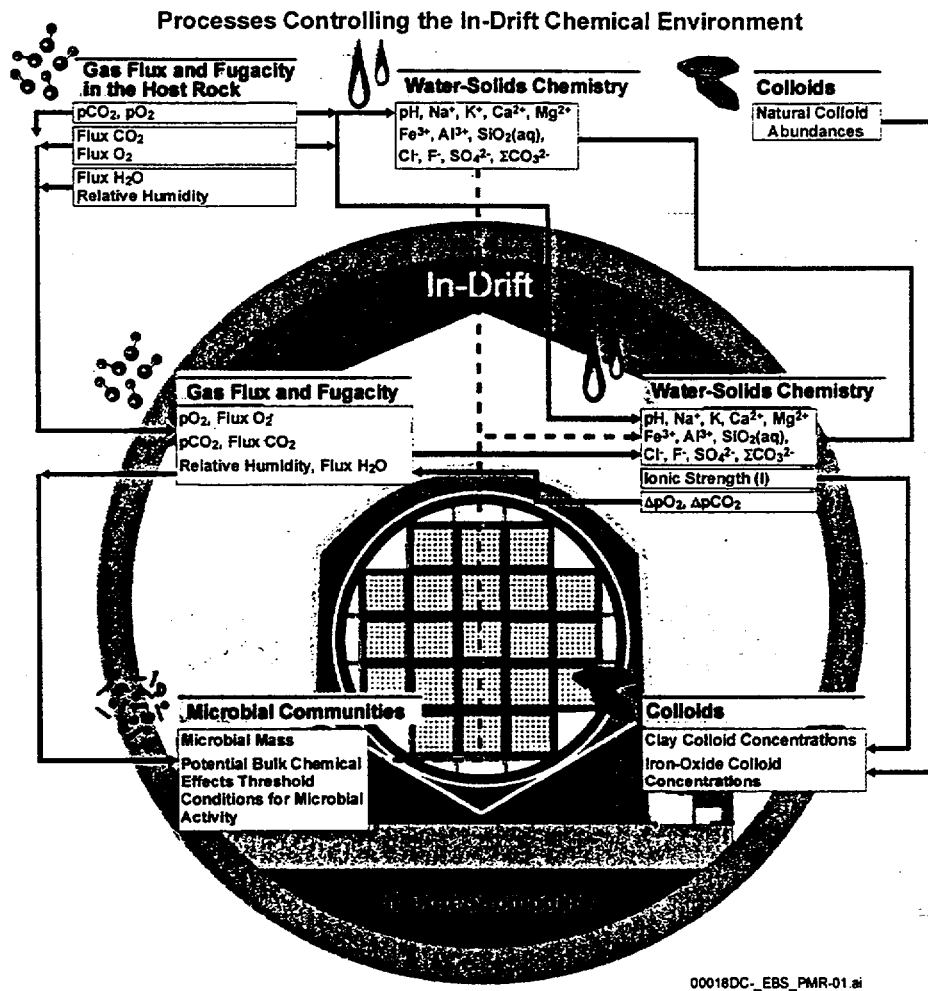 Processes Controlling the In-Drift Chemical Environment
Gas Flux and Fugacity
in the Host Rock
pCO₂, pO₂
Flux CO₂
Flux O₂
Flux H₂O
Relative Humidity
Water-Solids Chemistry
pH, Na⁺, K⁺, Ca²⁺, Mg²⁺
Fe³⁺, Al³⁺, SiO₂(aq),
Cl⁻, F⁻, SO₄²⁻, ΣCO₃²⁻
Colloids
Natural Colloid
Abundances
In-Drift
Gas Flux and Fugacity
pO₂, Flux O₂
pCO₂, Flux CO₂
Relative Humidity, Flux H₂O
Water-Solids Chemistry
pH, Na⁺, K, Ca²⁺, Mg²⁺
Fe³⁺, Al³⁺, SiO₂(aq),
Cl⁻, F⁻, SO₄²⁻, ΣCO₃²⁻
Ionic Strength (I)
ΔpO₂, ΔpCO₂
Microbial Communities
Microbial Mass
Potential Bulk Chemical
Effects Threshold
Conditions for Microbial
Activity
Colloids
Clay Colloid Concentrations
Iron-Oxide Colloid
Concentrations
00018DC-_EBS_PMR-01.ai